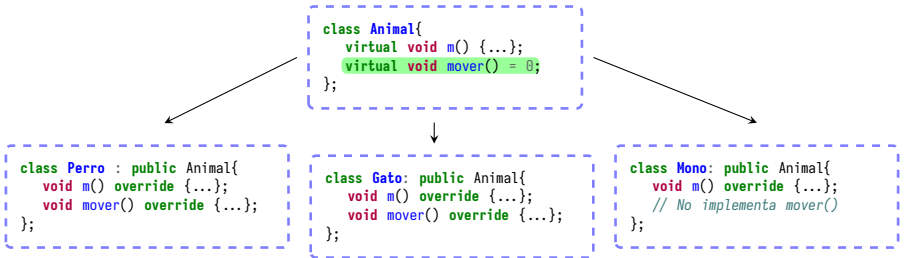 class Animal{
virtual void m() {...};
virtual void mover() = 0;
};
class Perro : public Animal{
void m() override {...};
void mover() override {...};
};
class Gato: public Animal{
void m() override {...};
void mover() override {...};
};
class Mono: public Animal{
void m() override {...};
// No implementa mover()
};